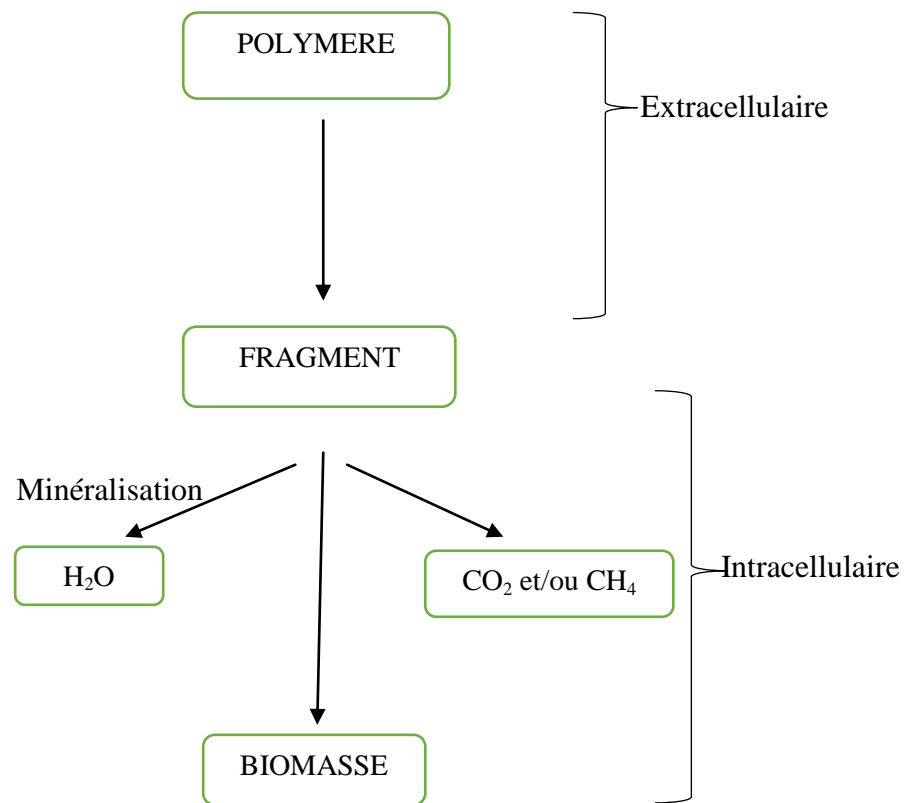 POLYMERE
Extracellulaire
FRAGMENT
Minéralisation
H₂O
CO₂ et/ou CH₄
Intracellulaire
BIOMASSE